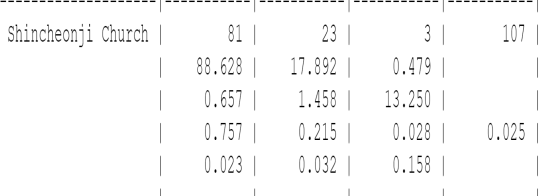 -----------------|-----------|-----------|-----------|-----------|
Shincheonji Church | 81 | 23 | 3 | 107 |
| 88.628 | 17.892 | 0.479 | |
| 0.657 | 1.458 | 13.250 | |
| 0.757 | 0.215 | 0.028 | 0.025 |
| 0.023 | 0.032 | 0.158 | |